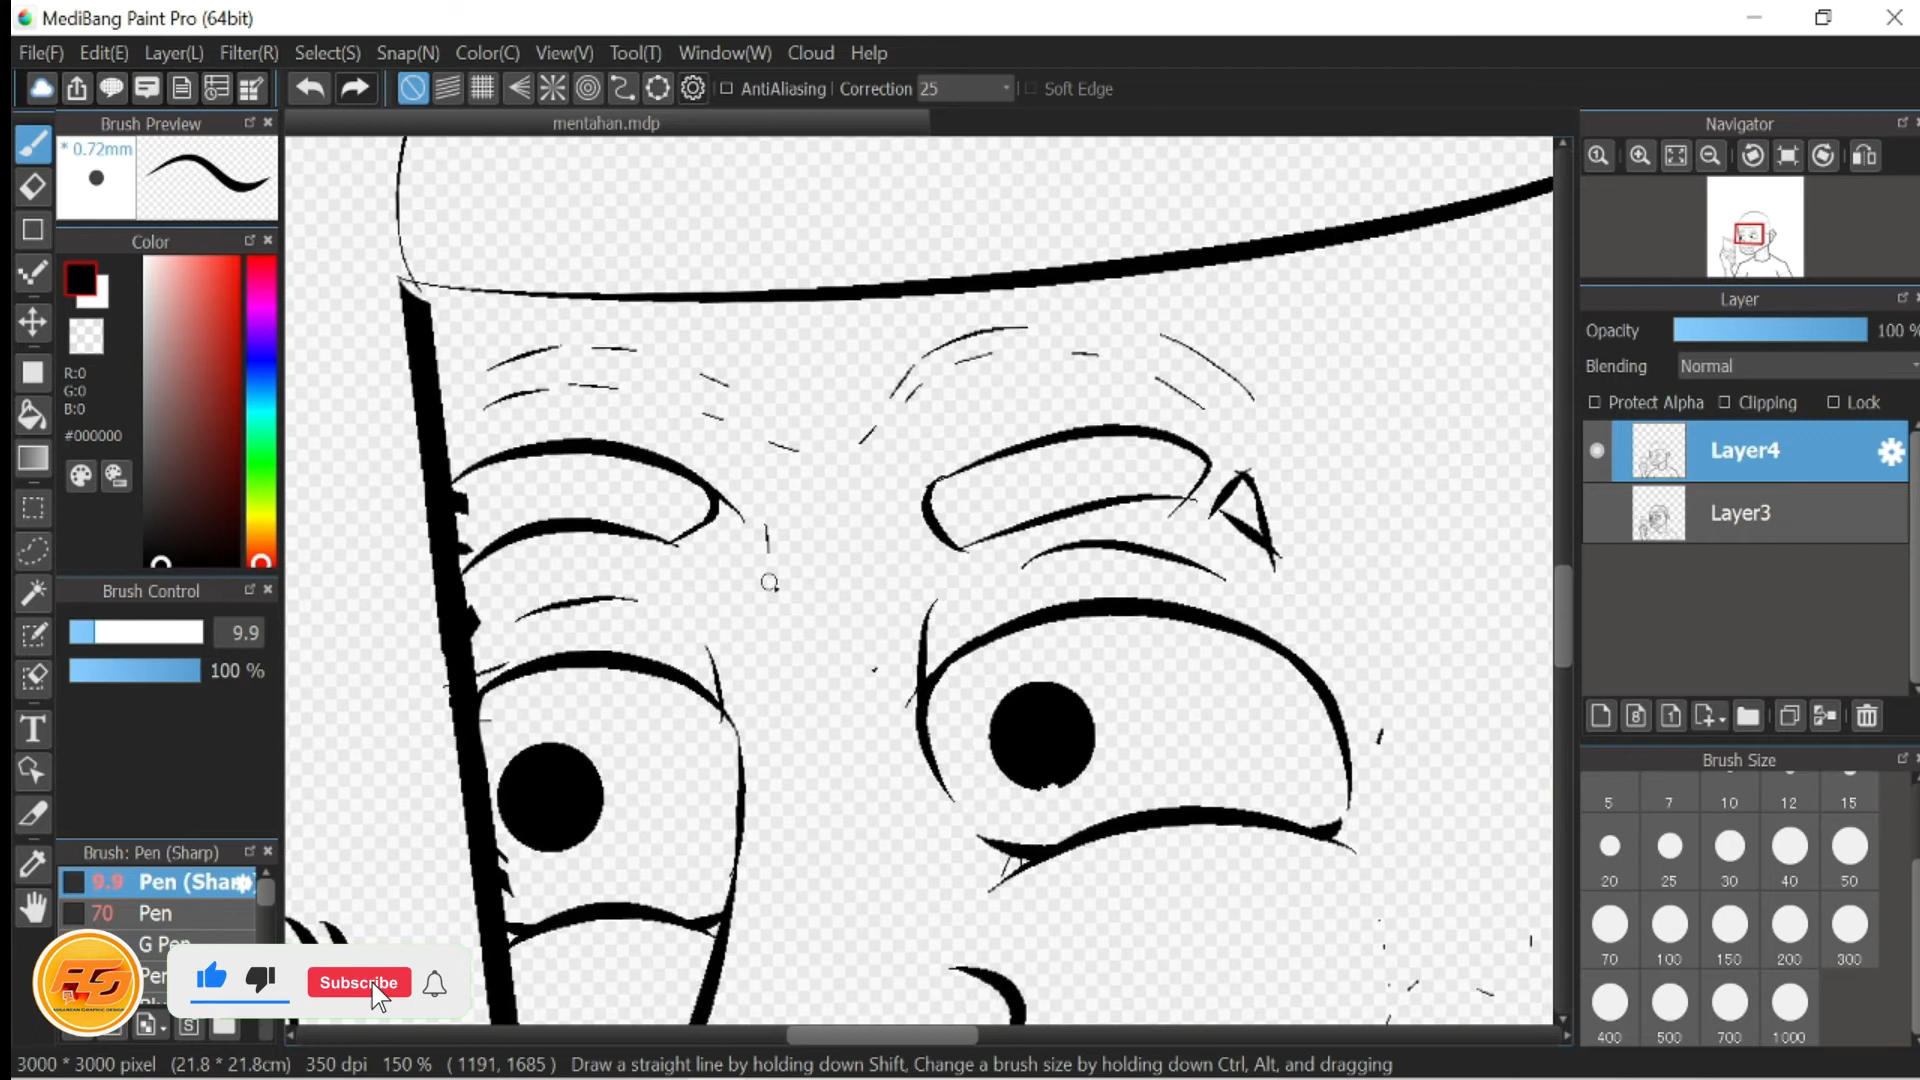 MediBang Paint Pro (64bit)
File(F) Edit(E) Layer(L) Filter(R) Select(S) Snap(N) Color(C) View(V) Tool(T) Window(W) Cloud Help
AntiAliasing Correction 25 Soft Edge
Brush Preview
mentahan.mdp
Navigator
* 0.72mm
Color
Layer
Opacity 100 %
Blending Normal
R:0
G:0
B:0
Protect Alpha Clipping Lock
#000000
Layer4
Layer3
Brush Control
9.9
100 %
Brush Size
5 7 10 12 15
20 25 30 40 50
70 100 150 200 300
400 500 700 1000
Brush: Pen (Sharp)
9.9 Pen (Shar
70 Pen
G Pen
Pe
Subscribe
3000 * 3000 pixel (21.8 * 21.8cm) 350 dpi 150 % ( 1191, 1685 ) Draw a straight line by holding down Shift, Change a brush size by holding down Ctrl, Alt, and dragging